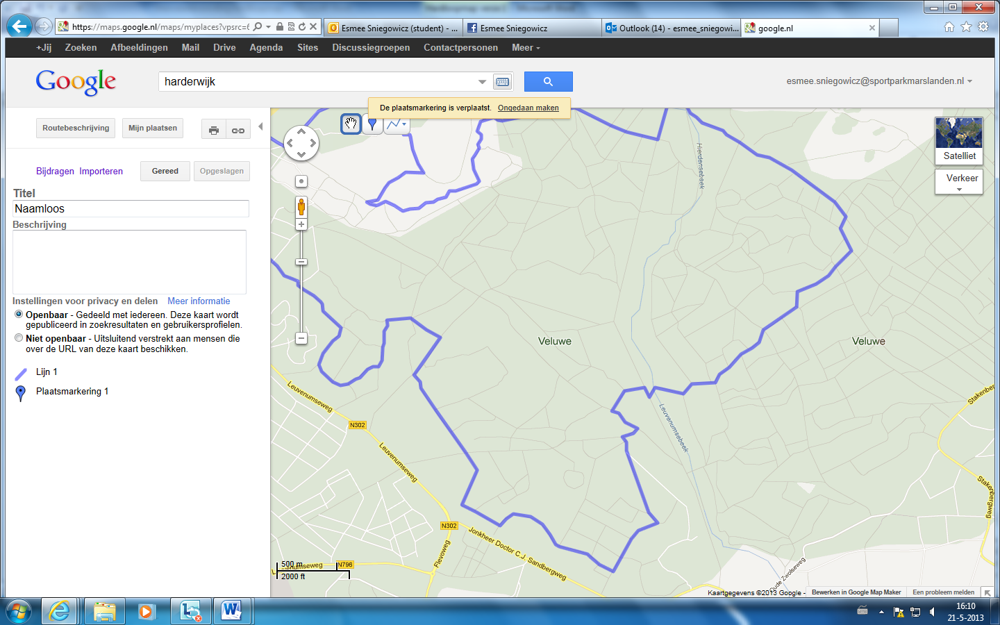 https://maps.google.nl/maps/myplaces?vpsrc=6
Esmee Sniegowicz (student) - ...
Esmee Sniegowicz
Outlook (14) - esmee_sniegowi...
google.nl
+Jij Zoeken Afbeeldingen Mail Drive Agenda Sites Discussiegroepen Contactpersonen Meer
Google
harderwijk
esmee.sniegowicz@sportparkmarslanden.nl
De plaatsmarkering is verplaatst. Ongedaan maken
Routebeschrijving
Mijn plaatsen
Bijdragen Importeren
Gereed
Opgeslagen
Titel
Naamloos
Beschrijving
Instellingen voor privacy en delen Meer informatie
Openbaar - Gedeeld met iedereen. Deze kaart wordt
gepubliceerd in zoekresultaten en gebruikersprofielen.
Niet openbaar - Uitsluitend verstrekt aan mensen die
over de URL van deze kaart beschikken.
Lijn 1
Plaatsmarkering 1
Satelliet
Verkeer
Hierdensebeek
Veluwe
Veluwe
Leuvenumseweg
N302
Leuvenumseweg
Leuvenumsebeek
Stakenberg
Stakenbergweg
N302
Jonkheer Doctor C.J. Sandbergweg
Flevoweg
Leuvenumseweg
N796
500 m
2000 ft
Oude Zwolseweg
Kaartgegevens ©2013 Google -
Bewerken in Google Map Maker
Een probleem melden
16:10
21-5-2013